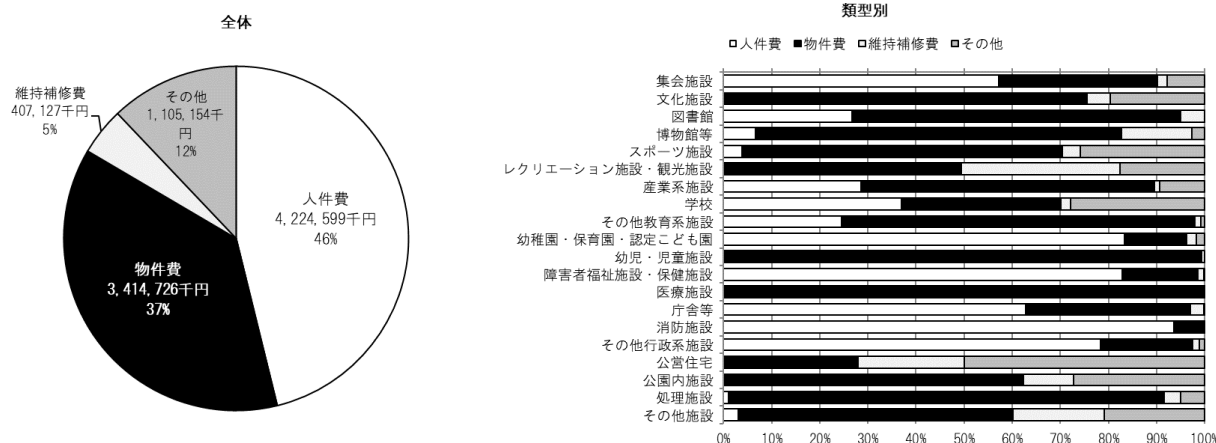 全体
維持補修費
407,127千円
5%
その他
1,105,154千
円
12%
人件費
4,224,599千円
46%
物件費
3,414,726千円
37%
類型別
人件費 物件費 維持補修費 その他
集会施設
文化施設
図書館
博物館等
スポーツ施設
レクリエーション施設・観光施設
産業系施設
学校
その他教育系施設
幼稚園・保育園・認定こども園
幼児・児童施設
障害者福祉施設・保健施設
医療施設
庁舎等
消防施設
その他行政系施設
公営住宅
公園内施設
処理施設
その他施設
0% 10% 20% 30% 40% 50% 60% 70% 80% 90% 100%